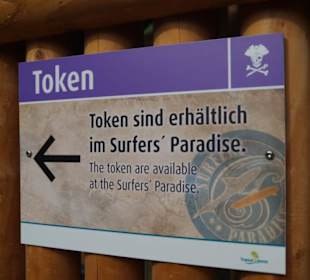 Token
Token sind erhältlich
im Surfers´ Paradise.
The token are available
at the Surfers´ Paradise.